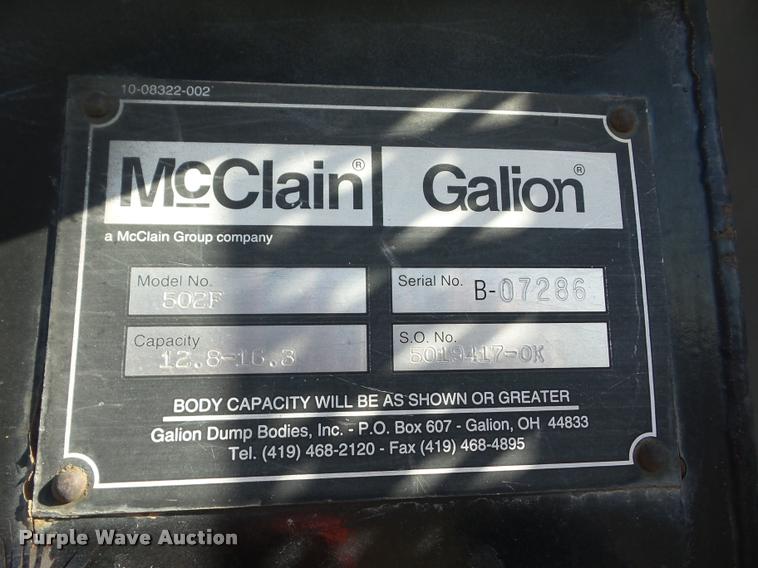 10-08322-002
McClain® Galion®
a McClain Group company
Model No. 502F
Serial No. B-07286
Capacity 12.8-16.3
S.O. No. 5019417-0K
BODY CAPACITY WILL BE AS SHOWN OR GREATER
Galion Dump Bodies, Inc. - P.O. Box 607 - Galion, OH 44833
Tel. (419) 468-2120 - Fax (419) 468-4895
Purple Wave Auction